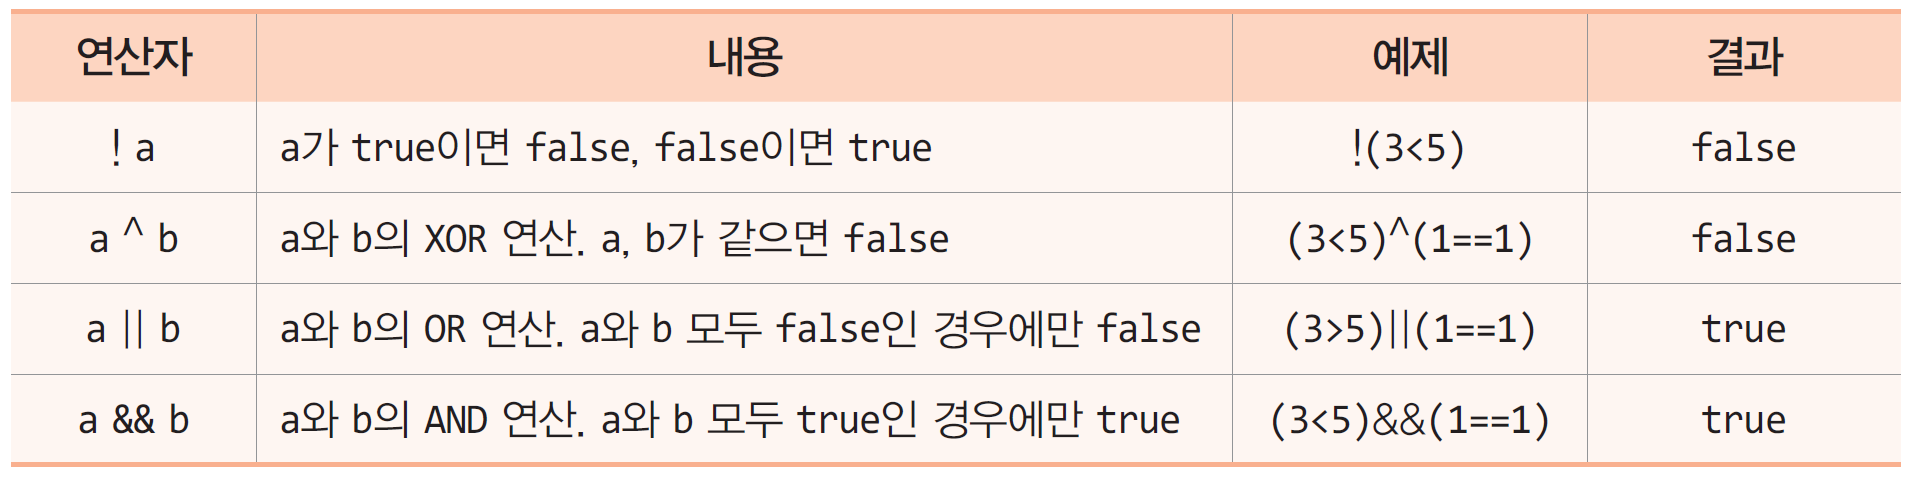 연산자 내용 예제 결과
! a a가 true이면 false, false이면 true !(3<5) false
a ^ b a와 b의 XOR 연산. a, b가 같으면 false (3<5)^(1==1) false
a || b a와 b의 OR 연산. a와 b 모두 false인 경우에만 false (3>5)||(1==1) true
a && b a와 b의 AND 연산. a와 b 모두 true인 경우에만 true (3<5)&&(1==1) true